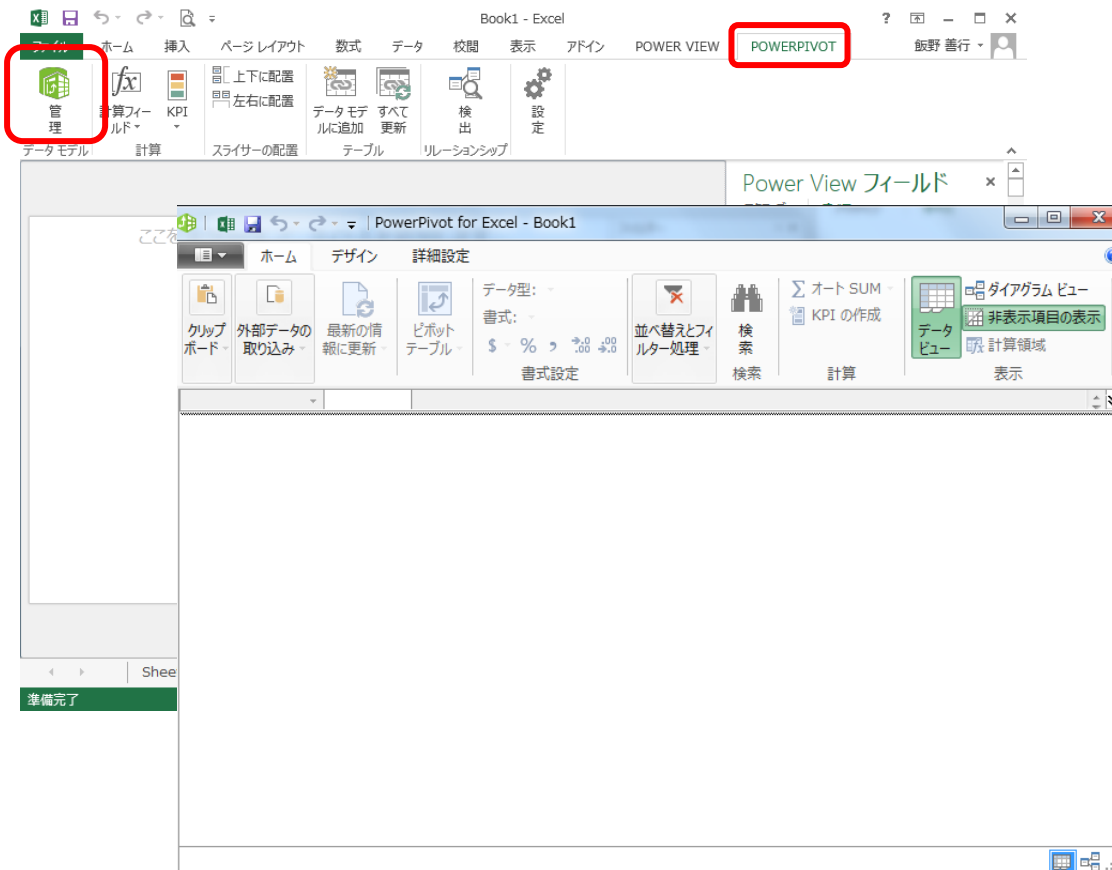 Book1 - Excel
?
ファイル ホーム 挿入 ページ レイアウト 数式 データ 校閲 表示 アドイン POWER VIEW POWERPIVOT 飯野 善行
管理
fx
計算フィールド
KPI
上下に配置
左右に配置
データ モデルに追加
すべて更新
検出
設定
データ モデル 計算 スライサーの配置 テーブル リレーションシップ
Power View フィールド
ここを
PowerPivot for Excel - Book1
ホーム デザイン 詳細設定
クリップボード
外部データの取り込み
最新の情報に更新
ピボットテーブル
データ型:
書式:
$ % , .00 .0 .00
書式設定
並べ替えとフィルター処理
検索
検索
Σ オート SUM
KPI の作成
計算
データ ビュー
ダイアグラム ビュー
非表示項目の表示
fx 計算領域
表示
Shee
準備完了